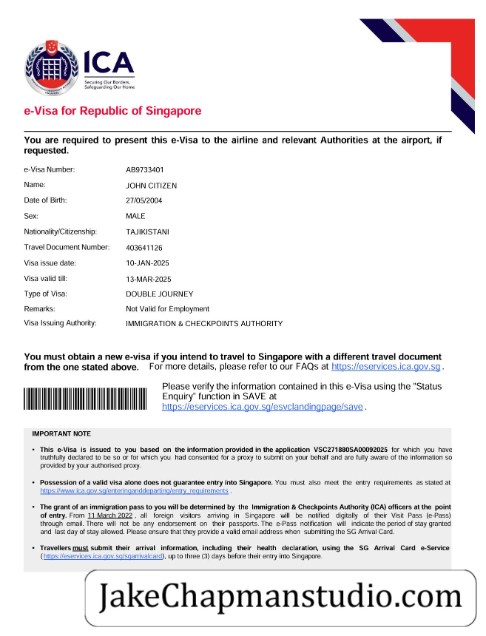 ICA
Securing Our Borders,
Safeguarding Our Home
e-Visa for Republic of Singapore
You are required to present this e-Visa to the airline and relevant Authorities at the airport, if
requested.
e-Visa Number: AB9733401
Name: JOHN CITIZEN
Date of Birth: 27/05/2004
Sex: MALE
Nationality/Citizenship: TAJIKISTANI
Travel Document Number: 403641126
Visa issue date: 10-JAN-2025
Visa valid till: 13-MAR-2025
Type of Visa: DOUBLE JOURNEY
Remarks: Not Valid for Employment
Visa Issuing Authority: IMMIGRATION & CHECKPOINTS AUTHORITY
You must obtain a new e-visa if you intend to travel to Singapore with a different travel document
from the one stated above. For more details, please refer to our FAQs at https://eservices.ica.gov.sg .
Please verify the information contained in this e-Visa using the "Status
Enquiry" function in SAVE at
https://eservices.ica.gov.sg/esvclandingpage/save .
IMPORTANT NOTE
• This e-Visa is issued to you based on the information provided in the application VSC271880SA00092025 for which you have
truthfully declared to be so or for which you had consented for a proxy to submit on your behalf and are fully aware of the information so
provided by your authorised proxy.
• Possession of a valid visa alone does not guarantee entry into Singapore. You must also meet the entry requirements as stated at
https://www.ica.gov.sg/enteringanddeparting/entry_requirements .
• The grant of an immigration pass to you will be determined by the Immigration & Checkpoints Authority (ICA) officers at the point
of entry. From 11 March 2022 , all foreign visitors arriving in Singapore will be notified digitally of their Visit Pass (e-Pass)
through email. There will not be any endorsement on their passports. The e-Pass notification will indicate the period of stay granted
and last day of stay allowed. Please ensure that they provide a valid email address when submitting the SG Arrival Card.
• Travellers must submit their arrival information, including their health declaration, using the SG Arrival Card e-Service
(https://eservices.ica.gov.sg/sgarrivalcard), up to three (3) days before their entry into Singapore.
JakeChapmanstudio.com